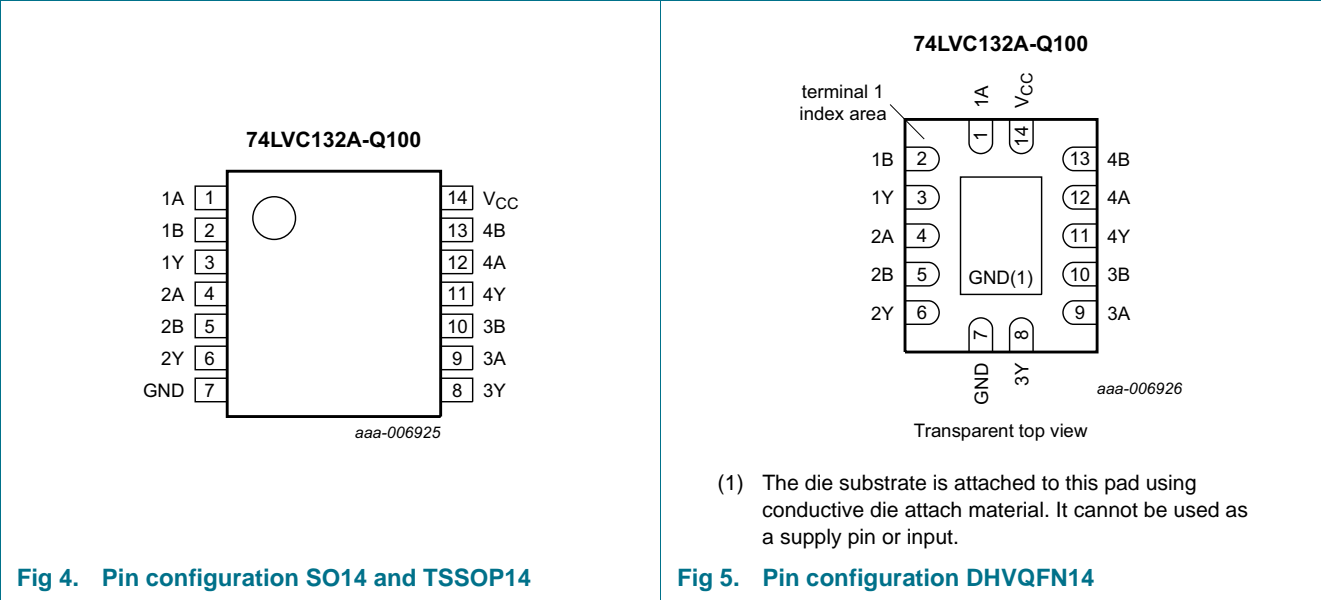 74LVC132A-Q100
1A 1 14 VCC
1B 2 13 4B
1Y 3 12 4A
2A 4 11 4Y
2B 5 10 3B
2Y 6 9 3A
GND 7 8 3Y
aaa-006925
Fig 4. Pin configuration SO14 and TSSOP14
74LVC132A-Q100
terminal 1
index area
1A VCC
1 14
1B 2 13 4B
1Y 3 12 4A
2A 4 11 4Y
2B 5 GND(1) 10 3B
2Y 6 9 3A
7 8
GND 3Y
aaa-006926
Transparent top view
(1) The die substrate is attached to this pad using
conductive die attach material. It cannot be used as
a supply pin or input.
Fig 5. Pin configuration DHVQFN14